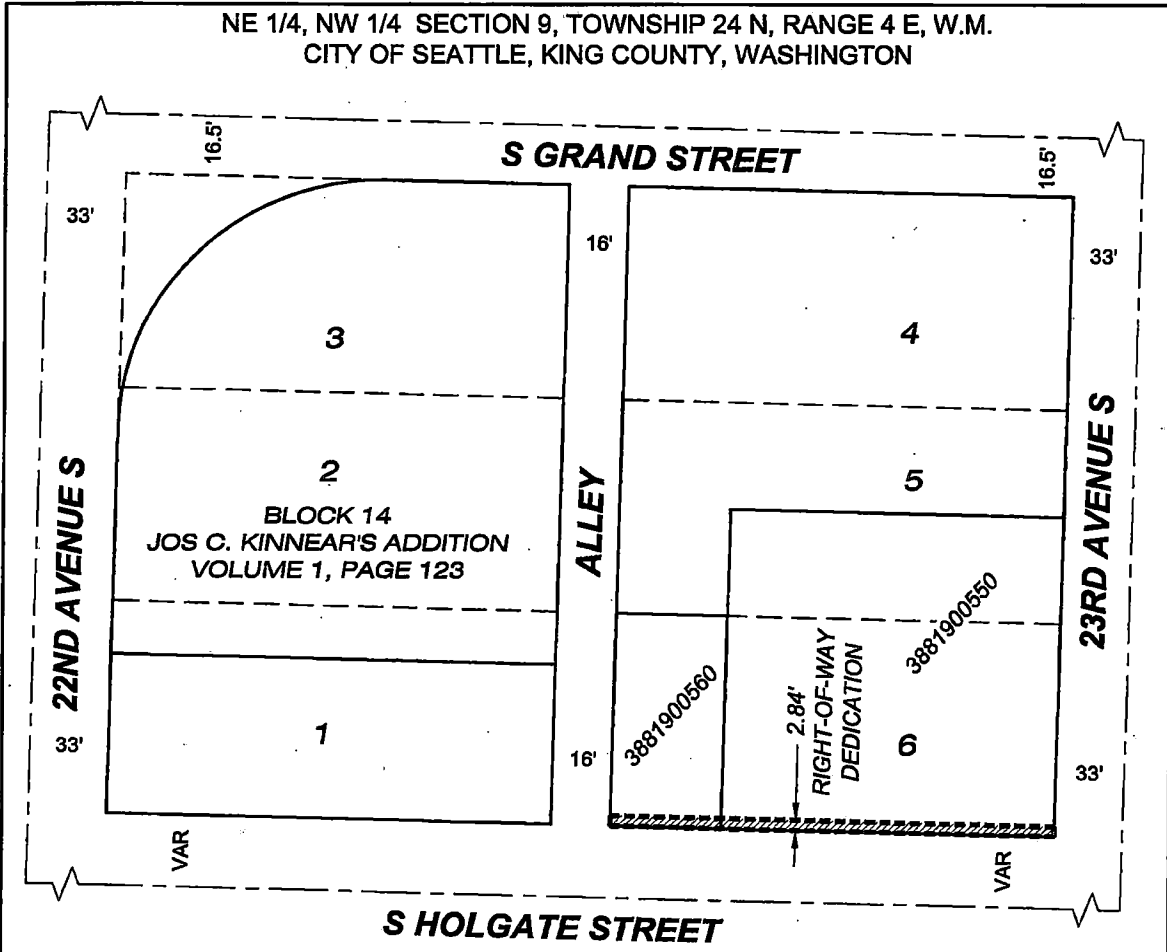 NE 1/4, NW 1/4 SECTION 9, TOWNSHIP 24 N, RANGE 4 E, W.M.
CITY OF SEATTLE, KING COUNTY, WASHINGTON
16.5'
S GRAND STREET
16.5'
33'
16'
33'
3
4
22ND AVENUE S
2
BLOCK 14
JOS C. KINNEAR'S ADDITION
VOLUME 1, PAGE 123
ALLEY
5
23RD AVENUE S
3881900550
3881900560
2.84'
RIGHT-OF-WAY
DEDICATION
33'
1
16'
6
33'
VAR
VAR
S HOLGATE STREET